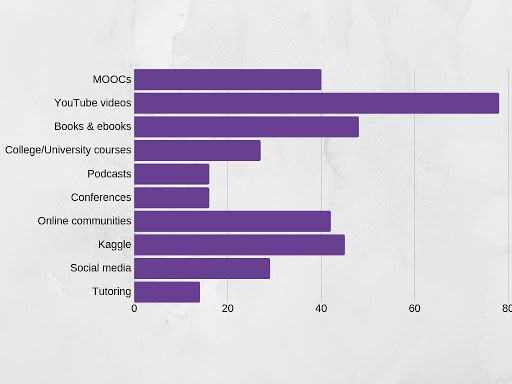 MOOCs
YouTube videos
Books & ebooks
College/University courses
Podcasts
Conferences
Online communities
Kaggle
Social media
Tutoring
0 20 40 60 80